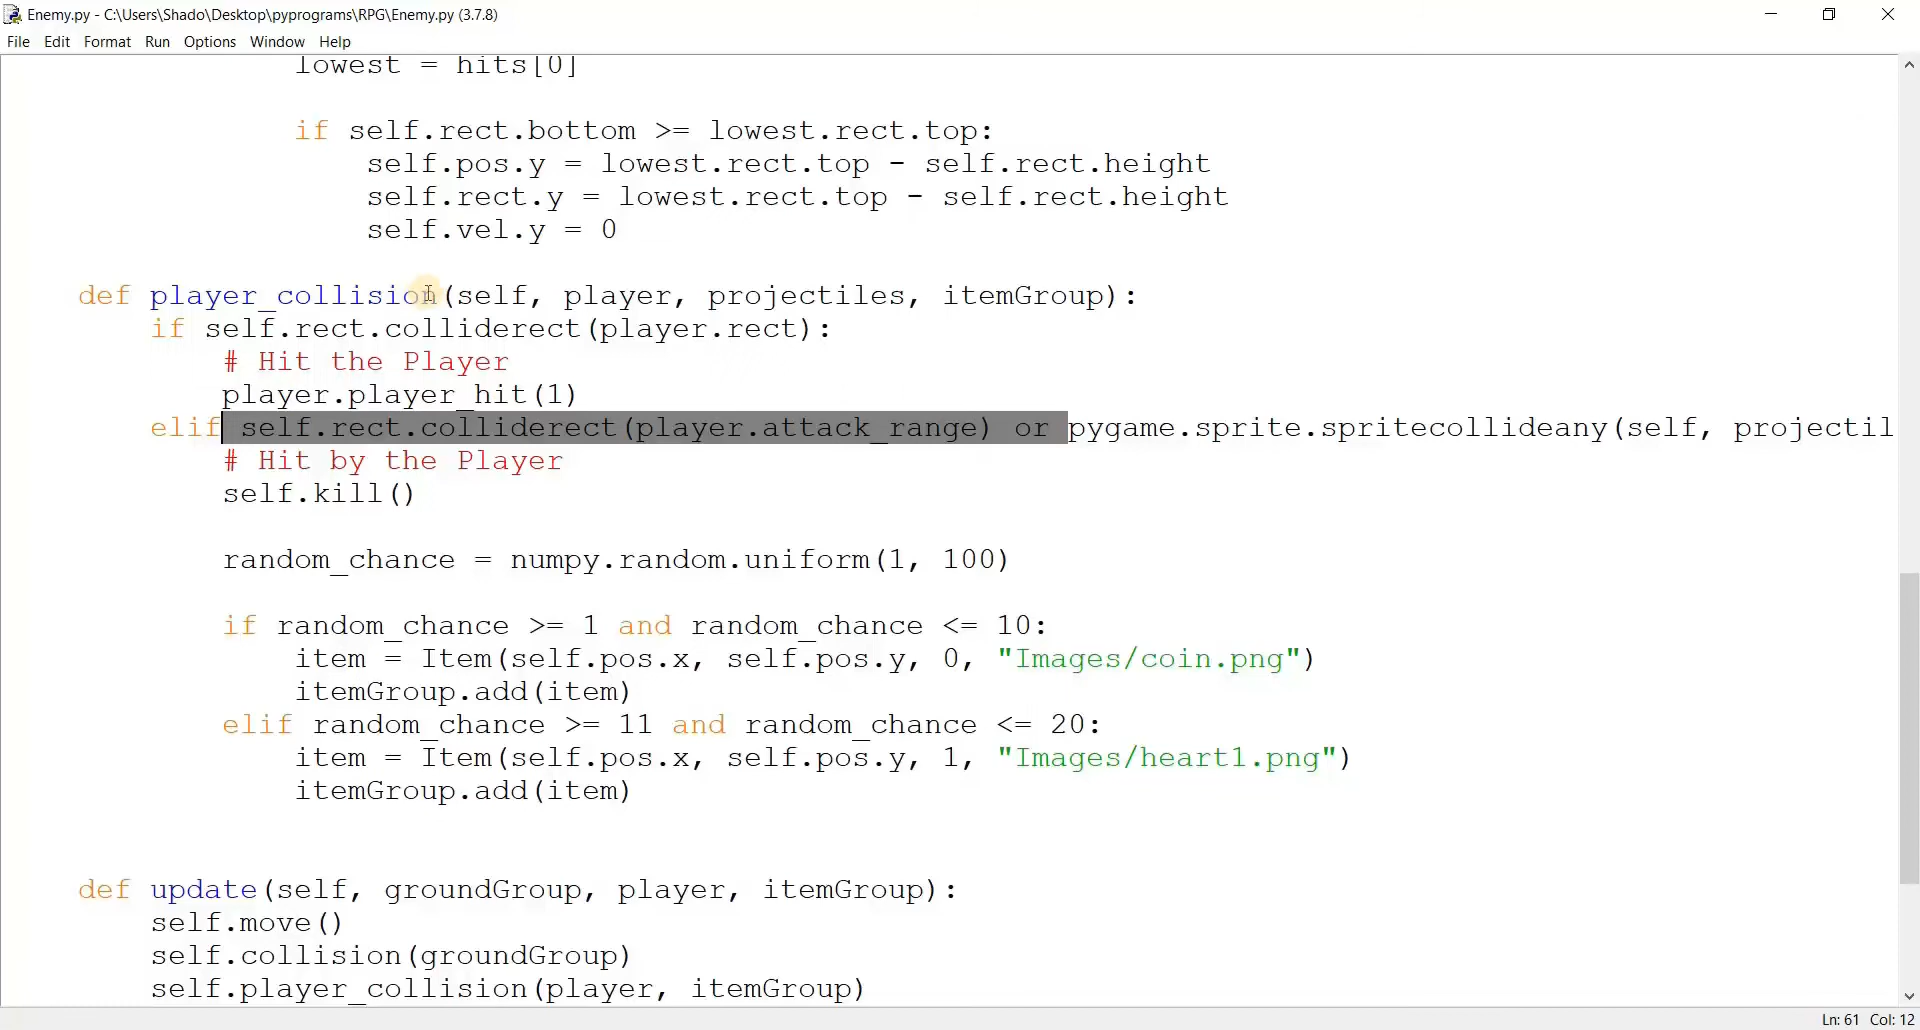 Enemy.py - C:\Users\Shado\Desktop\pyprograms\RPG\Enemy.py (3.7.8)
File Edit Format Run Options Window Help
lowest = hits[0]
if self.rect.bottom >= lowest.rect.top:
self.pos.y = lowest.rect.top - self.rect.height
self.rect.y = lowest.rect.top - self.rect.height
self.vel.y = 0
def player_collision(self, player, projectiles, itemGroup):
if self.rect.colliderect(player.rect):
# Hit the Player
player.player_hit(1)
elif self.rect.colliderect(player.attack_range) or pygame.sprite.spritecollideany(self, projectil
# Hit by the Player
self.kill()
random_chance = numpy.random.uniform(1, 100)
if random_chance >= 1 and random_chance <= 10:
item = Item(self.pos.x, self.pos.y, 0, "Images/coin.png")
itemGroup.add(item)
elif random_chance >= 11 and random_chance <= 20:
item = Item(self.pos.x, self.pos.y, 1, "Images/heart1.png")
itemGroup.add(item)
def update(self, groundGroup, player, itemGroup):
self.move()
self.collision(groundGroup)
self.player_collision(player, itemGroup)
Ln: 61 Col: 12